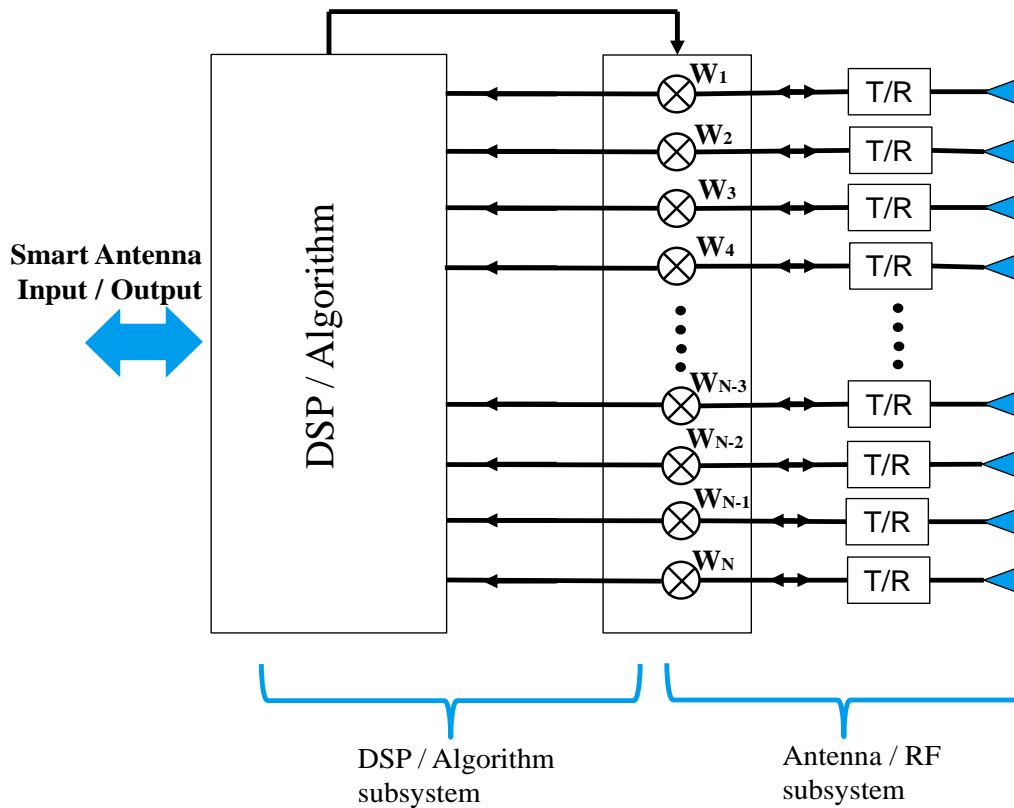 W1
T/R
W2
T/R
W3
T/R
W4
T/R
Smart Antenna
Input / Output
DSP / Algorithm
WN-3
T/R
WN-2
T/R
WN-1
T/R
WN
T/R
DSP / Algorithm
subsystem
Antenna / RF
subsystem